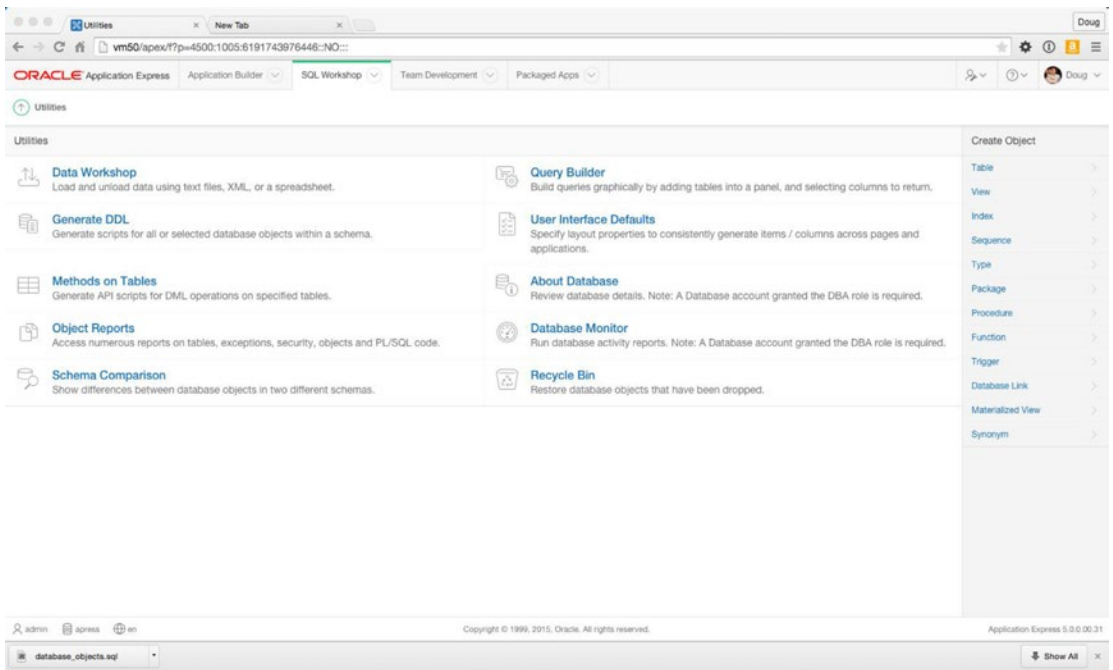 Utilities
New Tab
Doug
vm50/apex/f?p=4500:1005:6191743976446::NO:::
ORACLE Application Express
Application Builder
SQL Workshop
Team Development
Packaged Apps
Doug
Utilities
Utilities
Data Workshop
Load and unload data using text files, XML, or a spreadsheet.
Generate DDL
Generate scripts for all or selected database objects within a schema.
Methods on Tables
Generate API scripts for DML operations on specified tables.
Object Reports
Access numerous reports on tables, exceptions, security, objects and PL/SQL code.
Schema Comparison
Show differences between database objects in two different schemas.
Query Builder
Build queries graphically by adding tables into a panel, and selecting columns to return.
User Interface Defaults
Specify layout properties to consistently generate items / columns across pages and
applications.
About Database
Review database details. Note: A Database account granted the DBA role is required.
Database Monitor
Run database activity reports. Note: A Database account granted the DBA role is required.
Recycle Bin
Restore database objects that have been dropped.
Create Object
Table
View
Index
Sequence
Type
Package
Procedure
Function
Trigger
Database Link
Materialized View
Synonym
admin
apress
en
Copyright © 1999, 2015, Oracle. All rights reserved.
Application Express 5.0.0.00.31
database_objects.sql
Show All